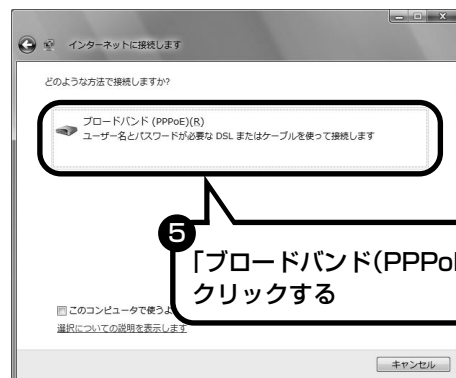 インターネットに接続します
どのような方法で接続しますか?
ブロードバンド (PPPoE)(R)
ユーザー名とパスワードが必要な DSL またはケーブルを使って接続します
5
「ブロードバンド(PPPo
クリックする
このコンピュータで使うよ
選択についての説明を表示します
キャンセル